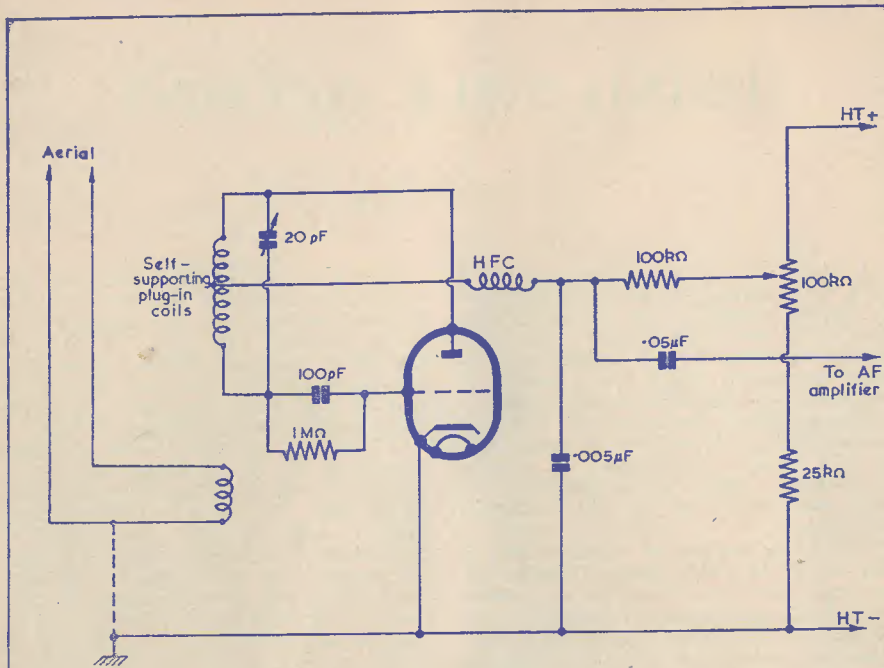 HT+
Aerial
20pF
Self-
supporting
plug-in
coils
HFC
100kΩ
100kΩ
·05µF
To AF
amplifier
100pF
1MΩ
·005µF
25kΩ
HT-